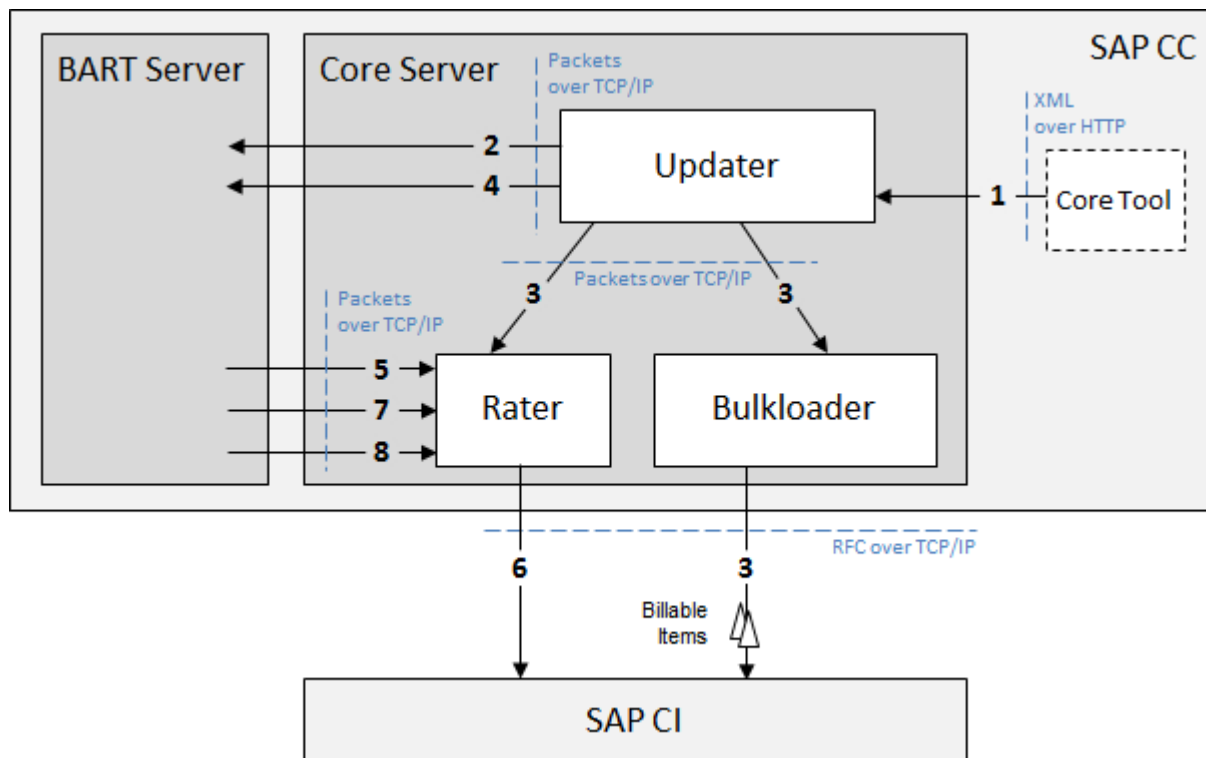 SAP CC
BART Server
Core Server
Packets
over TCP/IP
XML
over HTTP
2
Updater
4
1
Core Tool
Packets over TCP/IP
3
3
Packets
over TCP/IP
5
7
8
Rater
Bulkloader
RFC over TCP/IP
6
3
Billable
Items
SAP CI